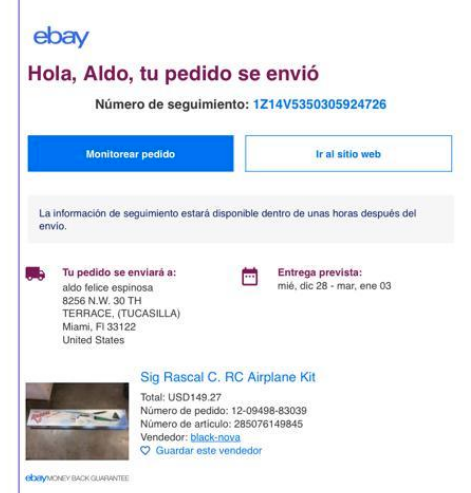 ebay
Hola, Aldo, tu pedido se envió
Número de seguimiento: 1Z14V5350305924726
Monitorear pedido
Ir al sitio web
La información de seguimiento estará disponible dentro de unas horas después del
envío.
Tu pedido se enviará a:
aldo felice espinosa
8256 N.W. 30 TH
TERRACE, (TUCASILLA)
Miami, Fl 33122
United States
Entrega prevista:
mié, dic 28 - mar, ene 03
Sig Rascal C. RC Airplane Kit
Total: USD149.27
Número de pedido: 12-09498-83039
Número de artículo: 285076149845
Vendedor: black-nova
Guardar este vendedor
ebay MONEY BACK GUARANTEE